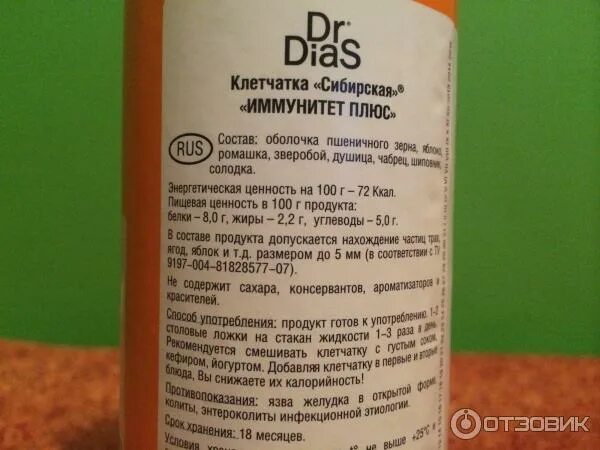 Dr.
DiaS
Клетчатка «Сибирская»®
«ИММУНИТЕТ ПЛЮС»
RUS
Состав: оболочка пшеничного зерна, яблоко,
ромашка, зверобой, душица, чабрец, шиповник,
солодка.
Энергетическая ценность на 100 г – 72 Ккал.
Пищевая ценность в 100 г продукта:
белки – 8,0 г, жиры – 2,2 г, углеводы – 5,0 г.
В составе продукта допускается нахождение частиц трав,
ягод, яблок и т.д. размером до 5 мм (в соответствии с ТУ
9197-004-81828577-07).
Не содержит сахара, консервантов, ароматизаторов и
красителей.
Способ употребления: продукт готов к употреблению. 1-2
столовые ложки на стакан жидкости 1–3 раза в день.
Рекомендуется смешивать клетчатку с густым соком,
кефиром, йогуртом. Добавляя клетчатку в первые и вторые
блюда, Вы снижаете их калорийность!
Противопоказания: язва желудка в открытой форме,
колиты, энтероколиты инфекционной этиологии.
Срок хранения: 18 месяцев.
Условия не выше +25°С
ОТЗОВИК